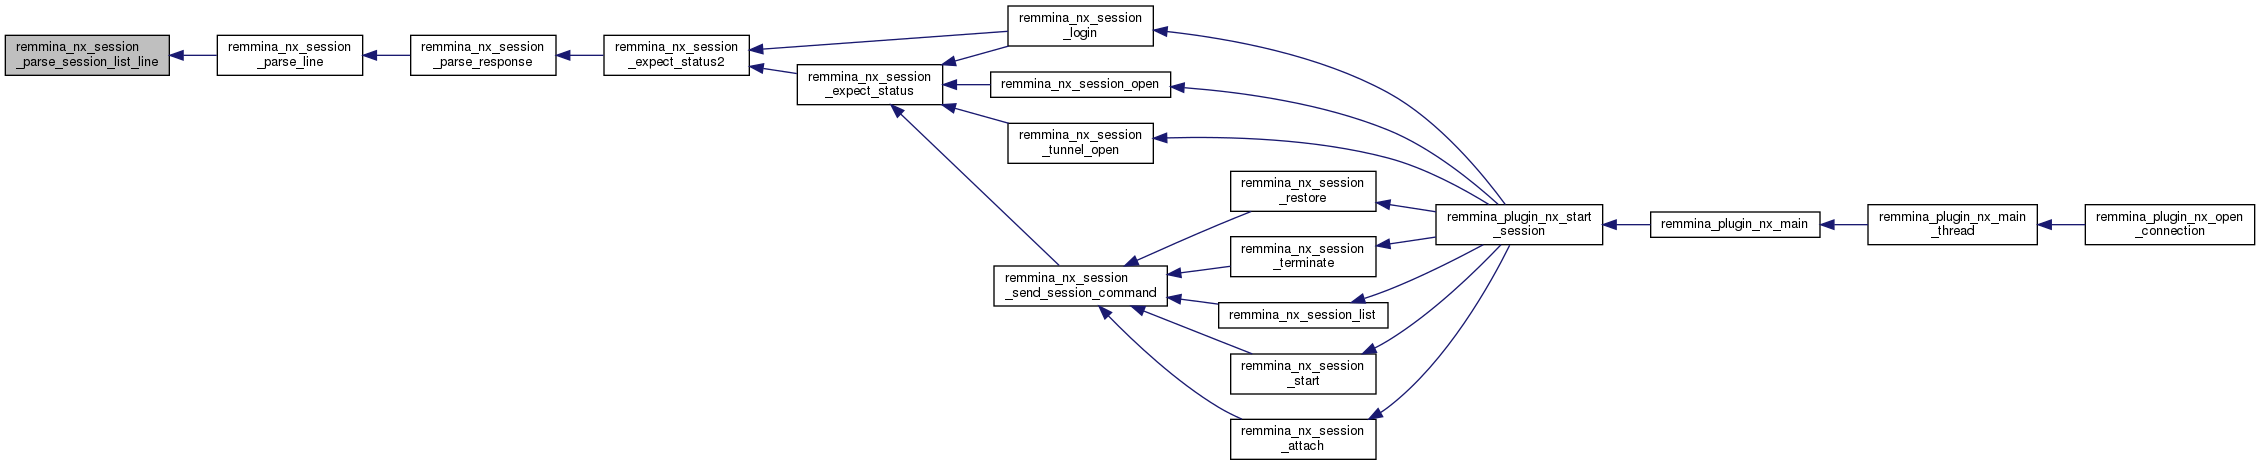 remmina_nx_session
_parse_session_list_line
remmina_nx_session
_parse_line
remmina_nx_session
_parse_response
remmina_nx_session
_expect_status2
remmina_nx_session
_login
remmina_nx_session
_expect_status
remmina_nx_session_open
remmina_nx_session
_tunnel_open
remmina_nx_session
_send_session_command
remmina_nx_session
_restore
remmina_nx_session
_terminate
remmina_nx_session_list
remmina_nx_session
_start
remmina_nx_session
_attach
remmina_plugin_nx_start
_session
remmina_plugin_nx_main
remmina_plugin_nx_main
_thread
remmina_plugin_nx_open
_connection